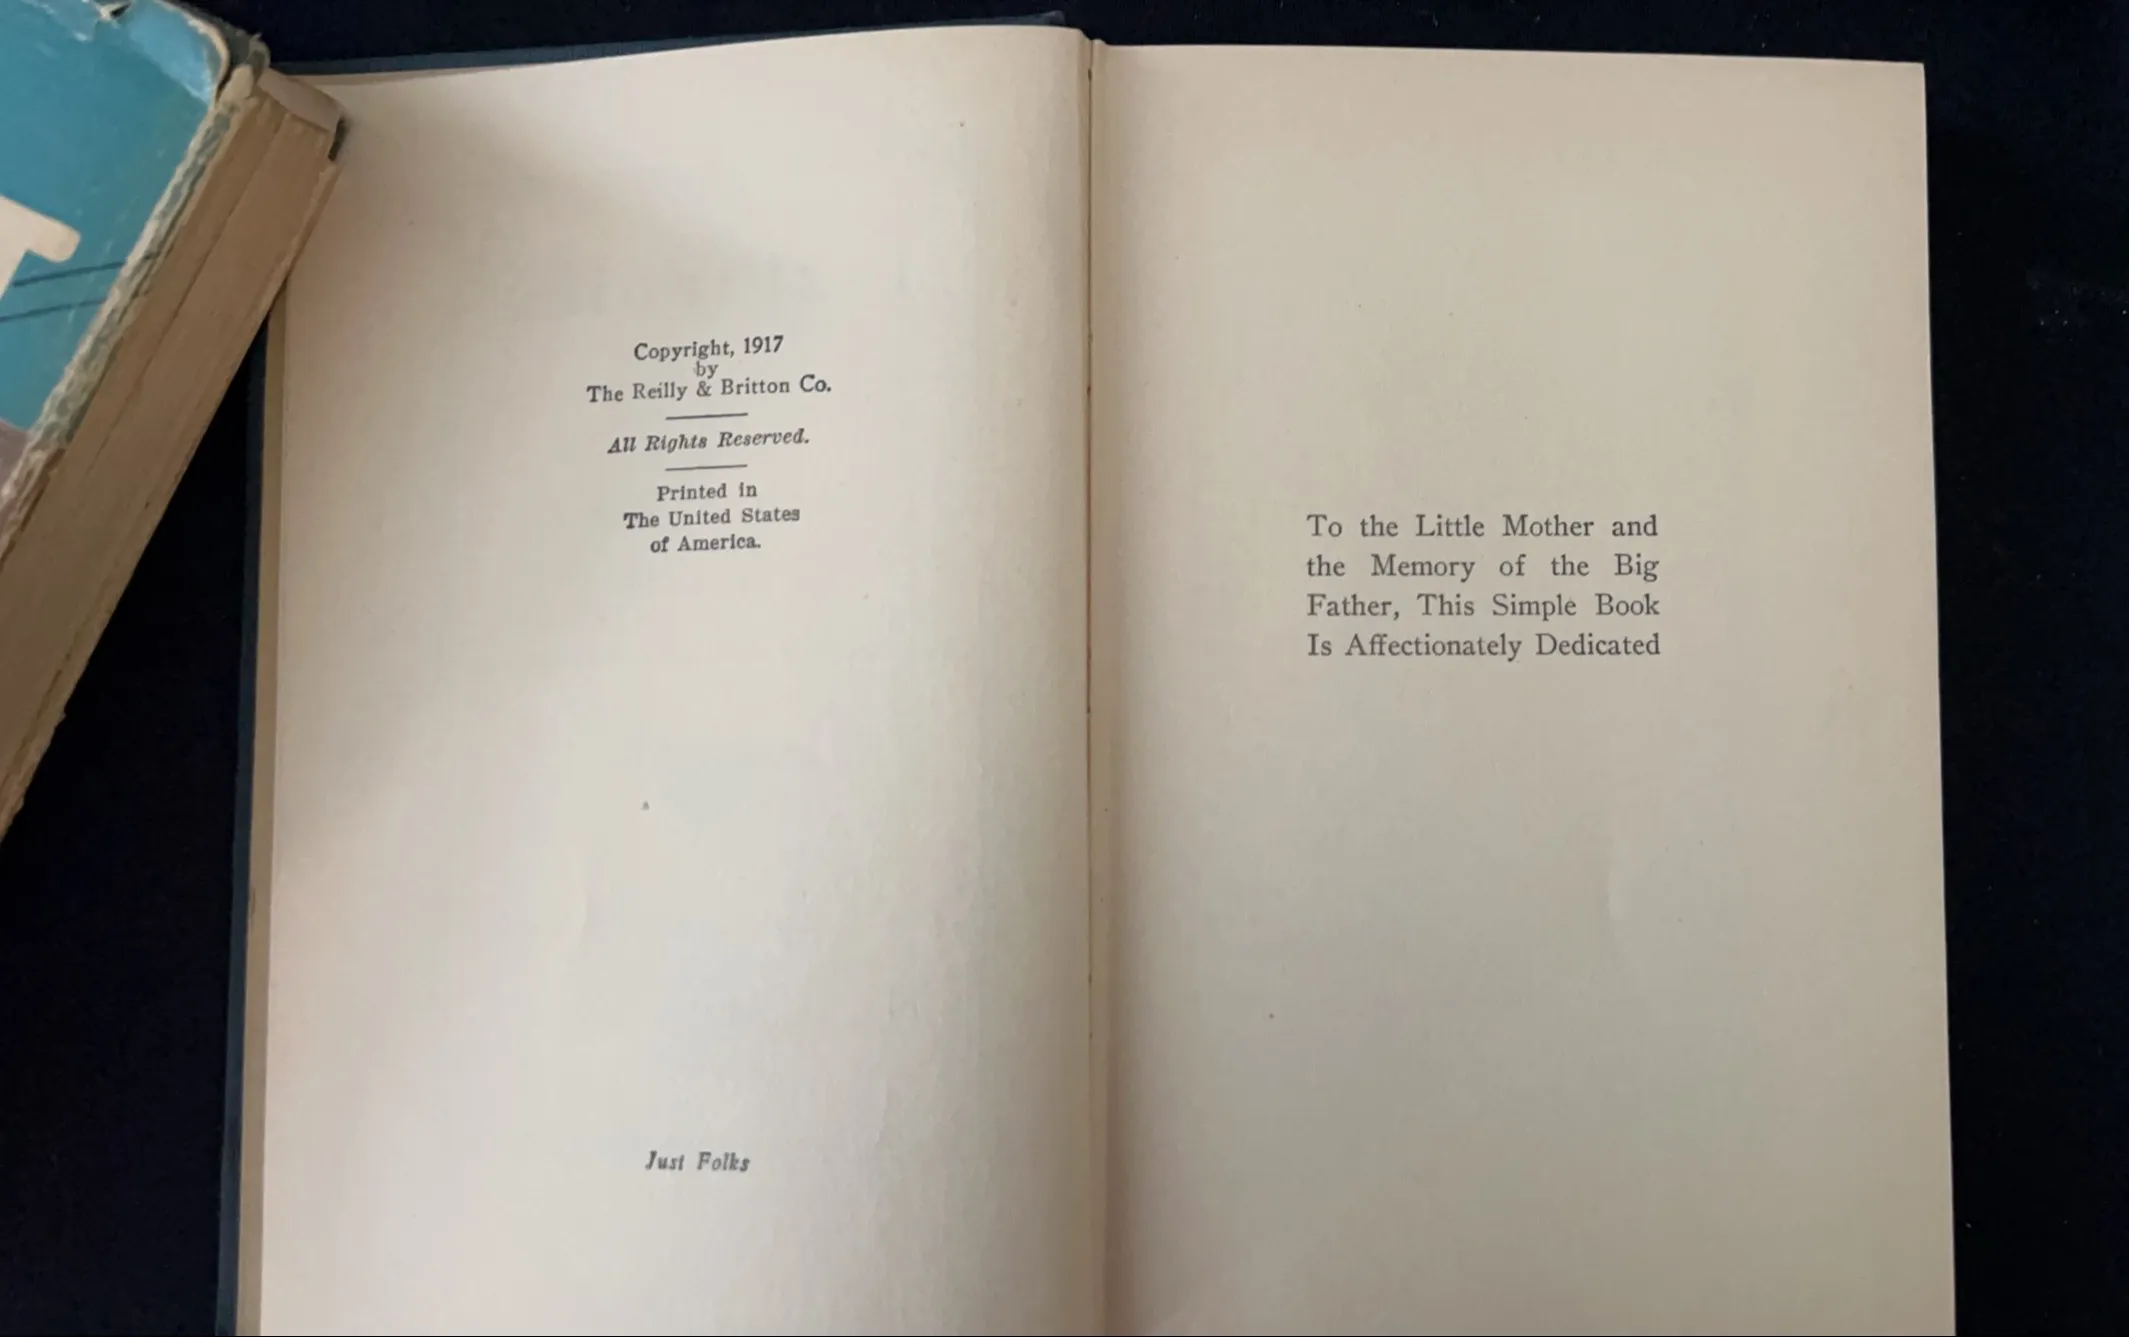 Copyright, 1917
by
The Reilly & Britton Co.
All Rights Reserved.
Printed in
The United States
of America.
Just Folks
To the Little Mother and
the Memory of the Big
Father, This Simple Book
Is Affectionately Dedicated